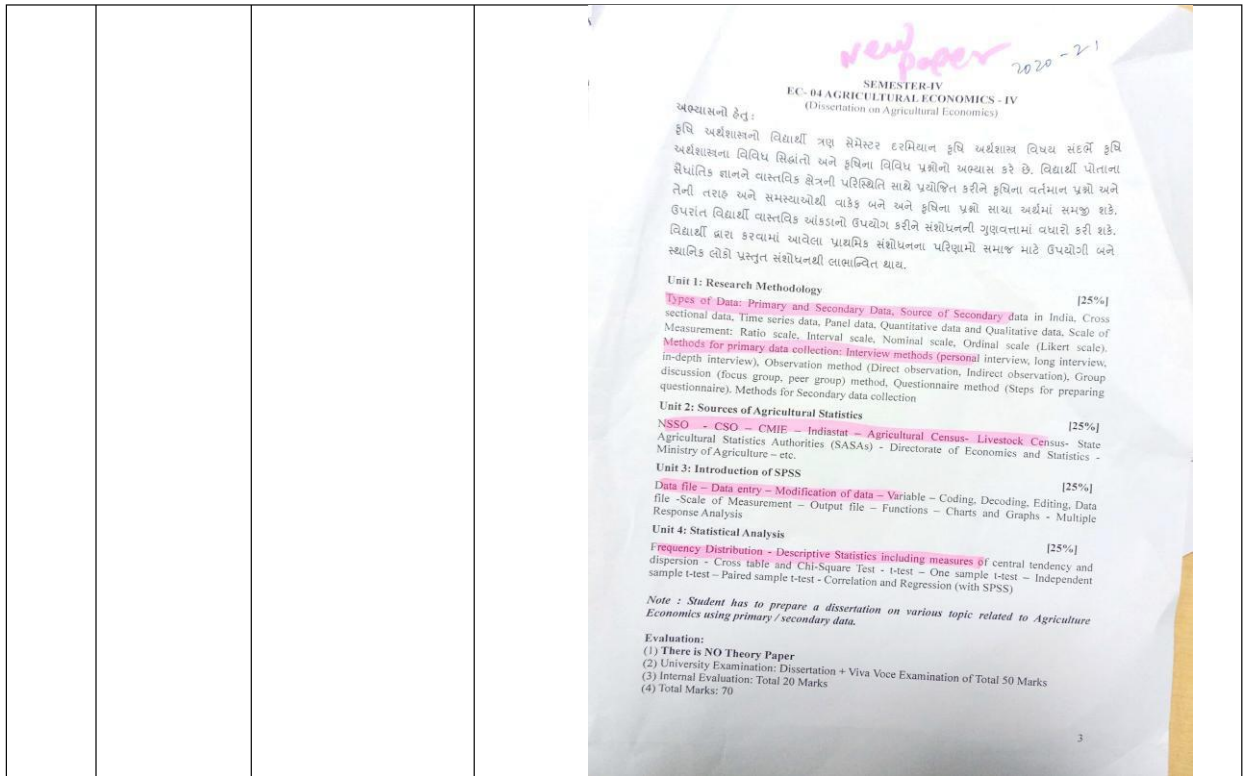 New
paper 2020-21
SEMESTER-IV
EC- 04 AGRICULTURAL ECONOMICS - IV
(Dissertation on Agricultural Economics)
અભ્યાસનો હેતુ :
કૃષિ અર્થશાસ્ત્રનો વિદ્યાર્થી ત્રણ સેમેસ્ટર દરમિયાન કૃષિ અર્થશાસ્ત્ર વિષય સંદર્ભે કૃષિ
અર્થશાસ્ત્રના વિવિધ સિદ્ધાંતો અને કૃષિના વિવિધ પ્રશ્નોનો અભ્યાસ કરે છે. વિદ્યાર્થી પોતાના
સૈધાંતિક જ્ઞાનને વાસ્તવિક ક્ષેત્રની પરિસ્થિતિ સાથે પ્રયોજિત કરીને કૃષિના વર્તમાન પ્રશ્નો અને
તેની તરાહ અને સમસ્યાઓથી વાકેફ બને અને કૃષિના પ્રશ્નો સાચા અર્થમાં સમજી શકે.
ઉપરાંત વિદ્યાર્થી વાસ્તવિક આંકડાનો ઉપયોગ કરીને સંશોધનની ગુણવત્તામાં વધારો કરી શકે.
વિદ્યાર્થી દ્વારા કરવામાં આવેલા પ્રાથમિક સંશોધનના પરિણામો સમાજ માટે ઉપયોગી બને
સ્થાનિક લોકો પ્રસ્તુત સંશોધનથી લાભાન્વિત થાય.
Unit 1: Research Methodology [25%]
Types of Data: Primary and Secondary Data, Source of Secondary data in India, Cross
sectional data, Time series data, Panel data, Quantitative data and Qualitative data, Scale of
Measurement: Ratio scale, Interval scale, Nominal scale, Ordinal scale (Likert scale).
Methods for primary data collection: Interview methods (personal interview, long interview,
in-depth interview), Observation method (Direct observation, Indirect observation), Group
discussion (focus group, peer group) method, Questionnaire method (Steps for preparing
questionnaire). Methods for Secondary data collection
Unit 2: Sources of Agricultural Statistics [25%]
NSSO - CSO – CMIE – Indiastat – Agricultural Census- Livestock Census- State
Agricultural Statistics Authorities (SASAs) - Directorate of Economics and Statistics -
Ministry of Agriculture – etc.
Unit 3: Introduction of SPSS [25%]
Data file – Data entry – Modification of data – Variable – Coding, Decoding, Editing, Data
file -Scale of Measurement – Output file – Functions – Charts and Graphs - Multiple
Response Analysis
Unit 4: Statistical Analysis [25%]
Frequency Distribution - Descriptive Statistics including measures of central tendency and
dispersion - Cross table and Chi-Square Test - t-test – One sample t-test – Independent
sample t-test – Paired sample t-test - Correlation and Regression (with SPSS)
Note : Student has to prepare a dissertation on various topic related to Agriculture
Economics using primary / secondary data.
Evaluation:
(1) There is NO Theory Paper
(2) University Examination: Dissertation + Viva Voce Examination of Total 50 Marks
(3) Internal Evaluation: Total 20 Marks
(4) Total Marks: 70
3